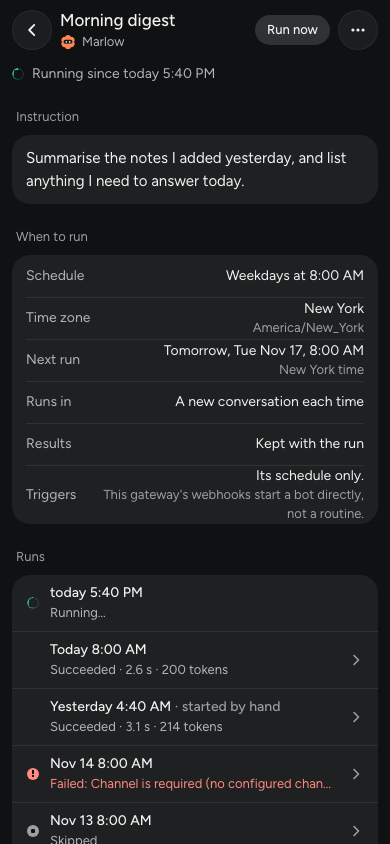 Morning digest
Marlow
Run now
Running since today 5:40 PM
Instruction
Summarise the notes I added yesterday, and list
anything I need to answer today.
When to run
Schedule
Weekdays at 8:00 AM
Time zone
New York
America/New_York
Next run
Tomorrow, Tue Nov 17, 8:00 AM
New York time
Runs in
A new conversation each time
Results
Kept with the run
Triggers
Its schedule only.
This gateway's webhooks start a bot directly,
not a routine.
Runs
today 5:40 PM
Running...
Today 8:00 AM
Succeeded · 2.6 s · 200 tokens
Yesterday 4:40 AM · started by hand
Succeeded · 3.1 s · 214 tokens
Nov 14 8:00 AM
Failed: Channel is required (no configured chan...
Nov 13 8:00 AM
Skipped